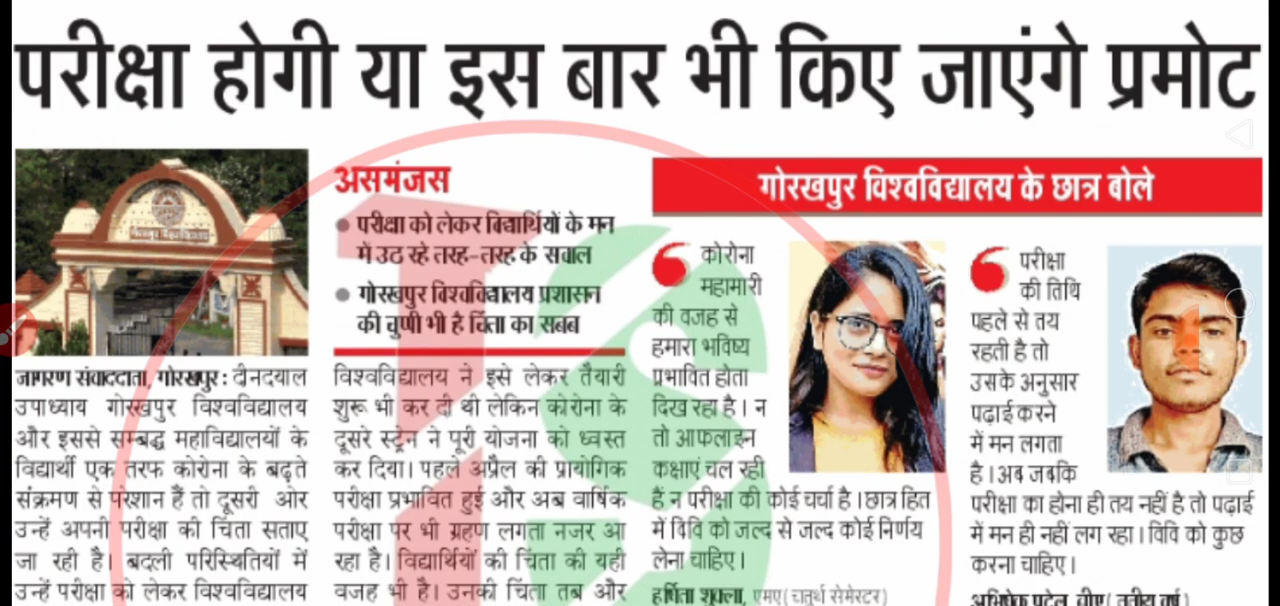 परीक्षा होगी या इस बार भी किए जाएंगे प्रमोट
असमंजस
परीक्षा को लेकर विद्यार्थियों के मन
में उठ रहे तरह-तरह के सवाल
गोरखपुर विश्वविद्यालय प्रशासन
की चुप्पी भी है चिंता का सबब
जागरण संवाददाता, गोरखपुर: दीनदयाल
उपाध्याय गोरखपुर विश्वविद्यालय
और इससे सम्बद्ध महाविद्यालयों के
विद्यार्थी एक तरफ कोरोना के बढ़ते
संक्रमण से परेशान हैं तो दूसरी ओर
उन्हें अपनी परीक्षा की चिंता सताए
जा रही है। बदली परिस्थितियों में
उन्हें परीक्षा को लेकर विश्वविद्यालय
विश्वविद्यालय ने इसे लेकर तैयारी
शुरू भी कर दी थी लेकिन कोरोना के
दूसरे स्ट्रेन ने पूरी योजना को ध्वस्त
कर दिया। पहले अप्रैल की प्रायोगिक
परीक्षा प्रभावित हुई और अब वार्षिक
परीक्षा पर भी ग्रहण लगता नजर आ
रहा है। विद्यार्थियों की चिंता की यही
वजह भी है। उनकी चिंता तब और
गोरखपुर विश्वविद्यालय के छात्र बोले
कोरोना
महामारी
की वजह से
हमारा भविष्य
प्रभावित होता
दिख रहा है। न
तो आफलाइन
कक्षाएं चल रही
हैं न परीक्षा की कोई चर्चा है। छात्र हित
में विवि को जल्द से जल्द कोई निर्णय
लेना चाहिए।
हर्षिता शुक्ला, एमए( चतुर्थ सेमेस्टर)
परीक्षा
की तिथि
पहले से तय
रहती है तो
उसके अनुसार
पढ़ाई करने
में मन लगता
है। अब जबकि
परीक्षा का होना ही तय नहीं है तो पढ़ाई
में मन ही नहीं लग रहा। विवि को कुछ
करना चाहिए।
अभिषेक पटेल, बीए( तृतीय वर्ष)